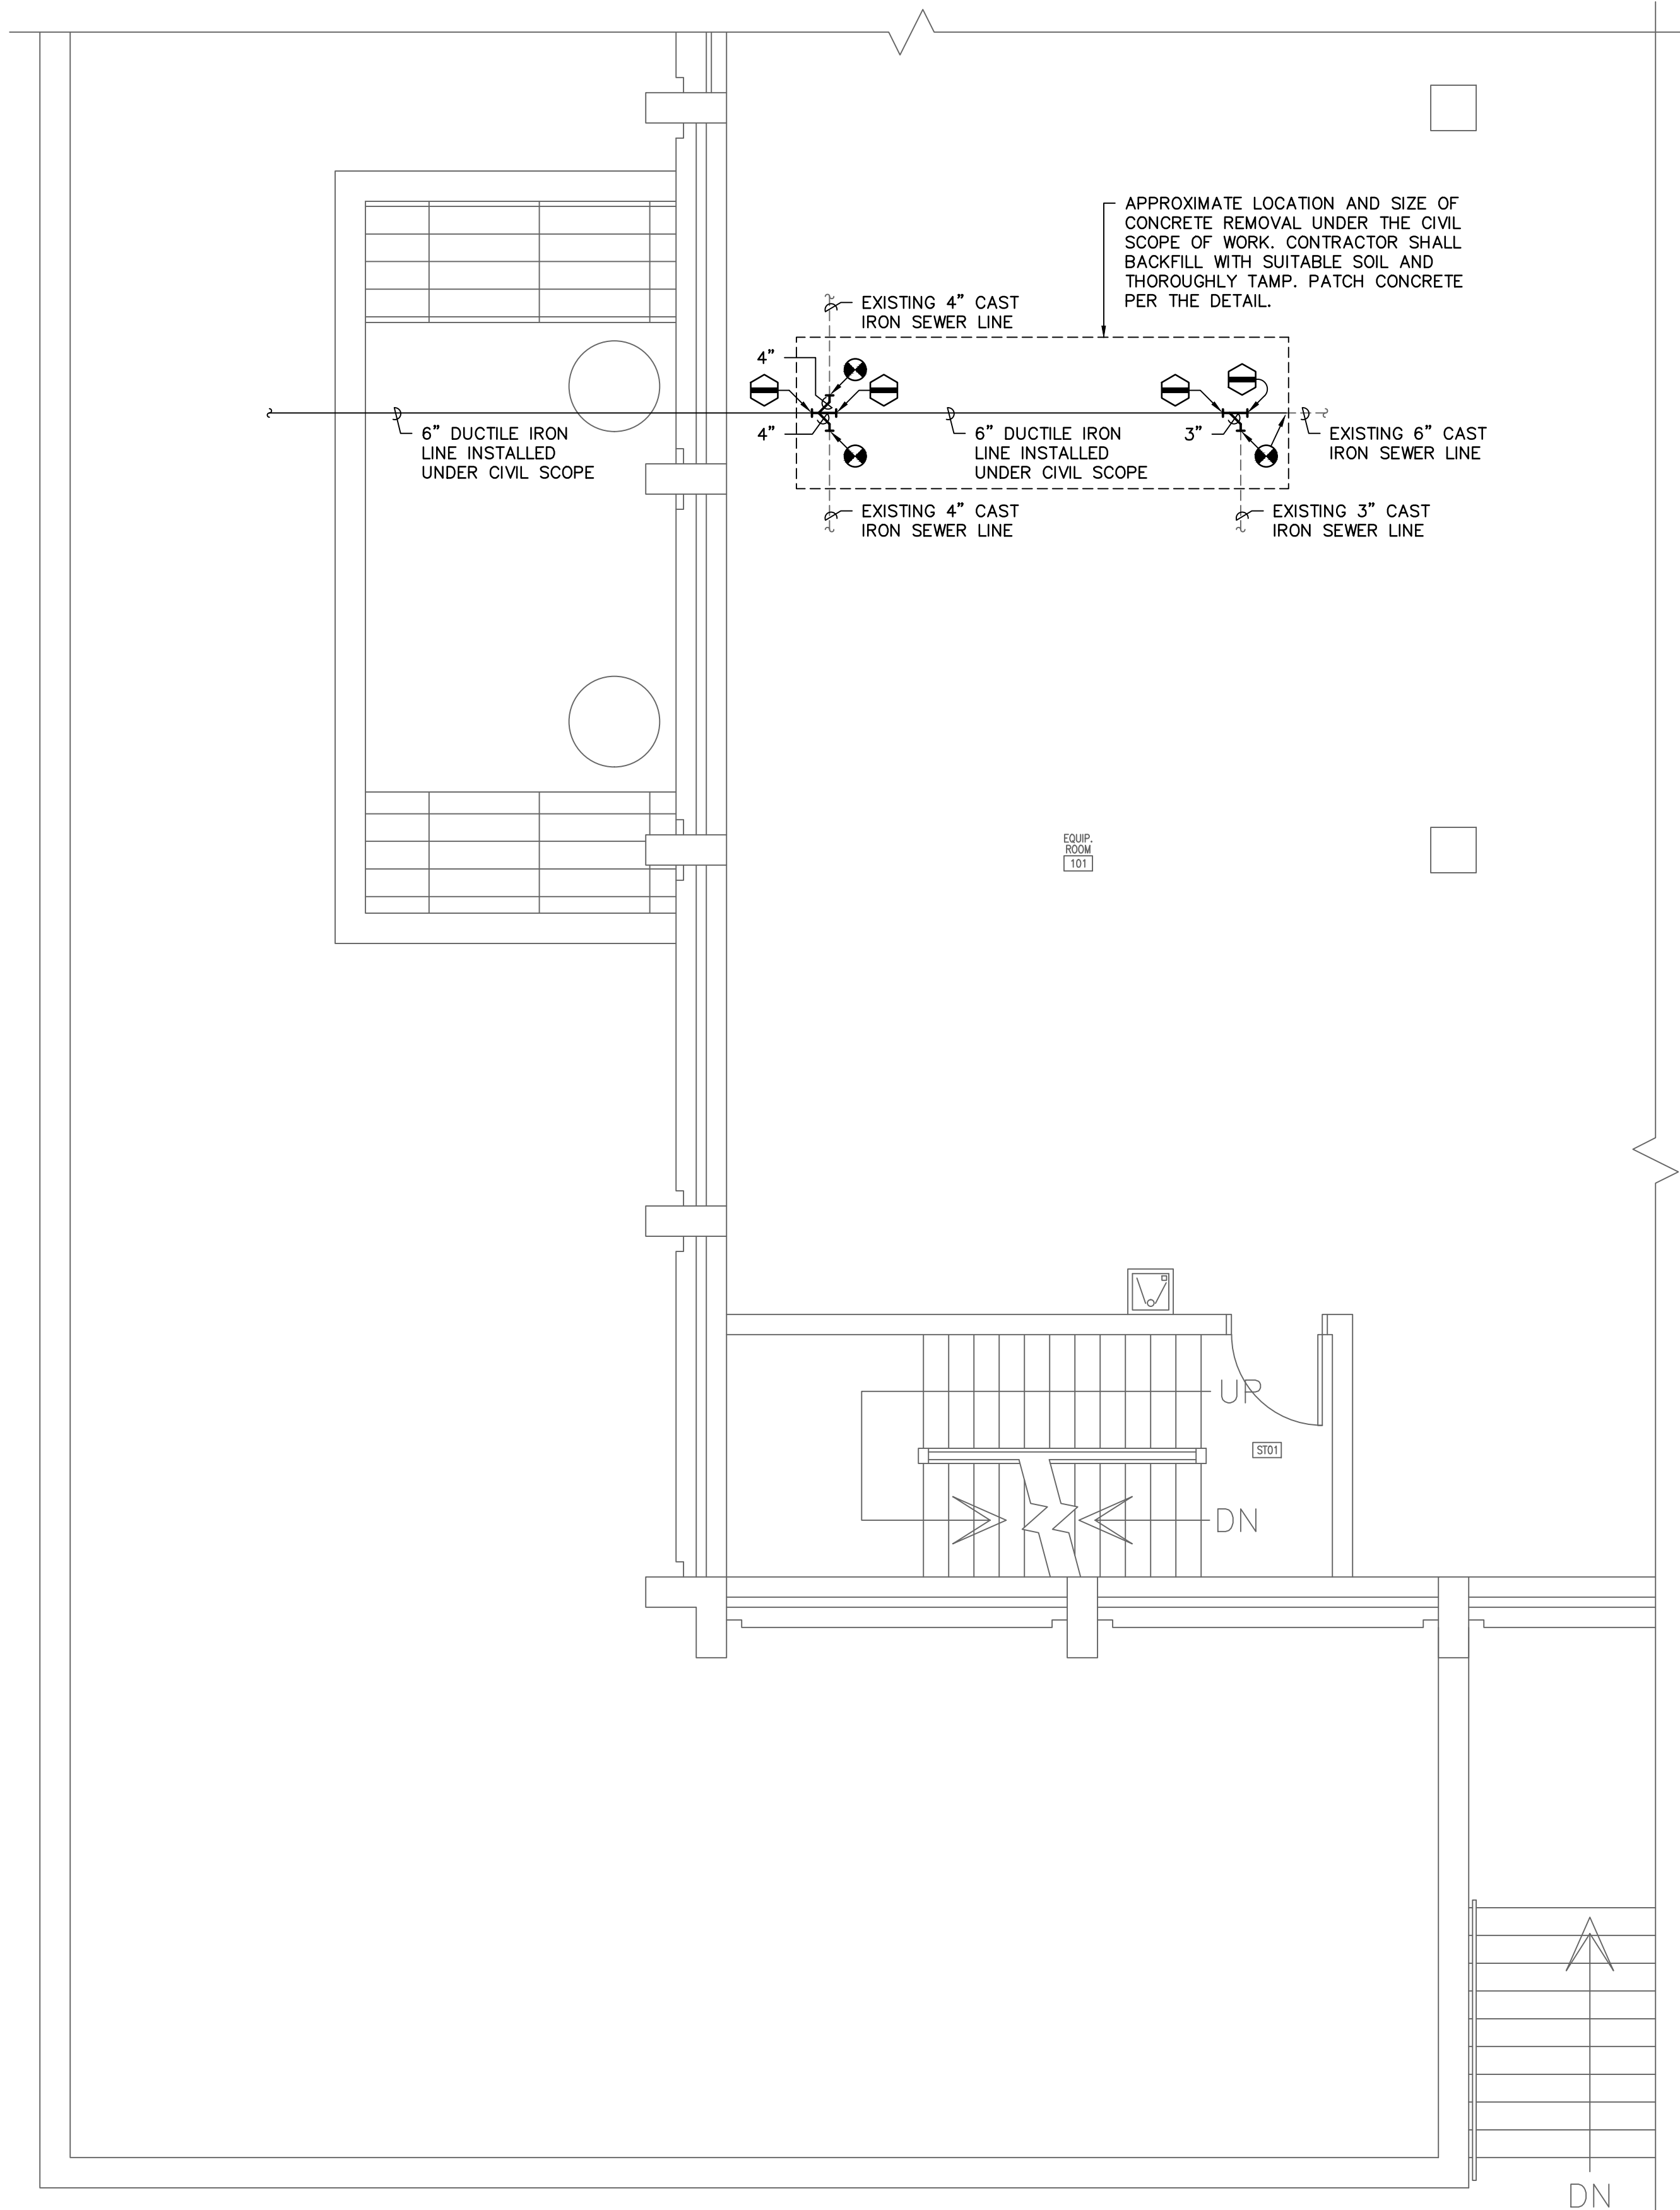 APPROXIMATE LOCATION AND SIZE OF
CONCRETE REMOVAL UNDER THE CIVIL
SCOPE OF WORK. CONTRACTOR SHALL
BACKFILL WITH SUITABLE SOIL AND
THOROUGHLY TAMP. PATCH CONCRETE
PER THE DETAIL.
EXISTING 4" CAST
IRON SEWER LINE
4"
4"
6" DUCTILE IRON
LINE INSTALLED
UNDER CIVIL SCOPE
6" DUCTILE IRON
LINE INSTALLED
UNDER CIVIL SCOPE
3"
EXISTING 6" CAST
IRON SEWER LINE
EXISTING 4" CAST
IRON SEWER LINE
EXISTING 3" CAST
IRON SEWER LINE
EQUIP.
ROOM
101
UP
ST01
DN
DN